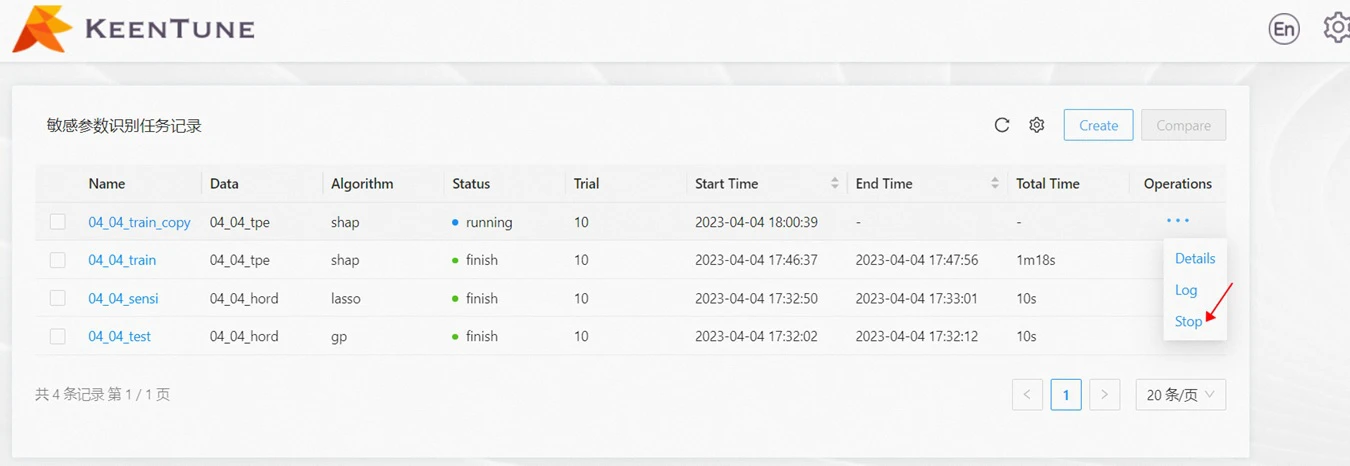 KEENTUNE
En
敏感参数识别任务记录
Create Compare
Name Data Algorithm Status Trial Start Time End Time Total Time Operations
04_04_train_copy 04_04_tpe shap running 10 2023-04-04 18:00:39 - - ...
04_04_train 04_04_tpe shap finish 10 2023-04-04 17:46:37 2023-04-04 17:47:56 1m18s
04_04_sensi 04_04_hord lasso finish 10 2023-04-04 17:32:50 2023-04-04 17:33:01 10s
04_04_test 04_04_hord gp finish 10 2023-04-04 17:32:02 2023-04-04 17:32:12 10s
Details
Log
Stop
共 4 条记录 第 1 / 1 页 < 1 > 20 条/页